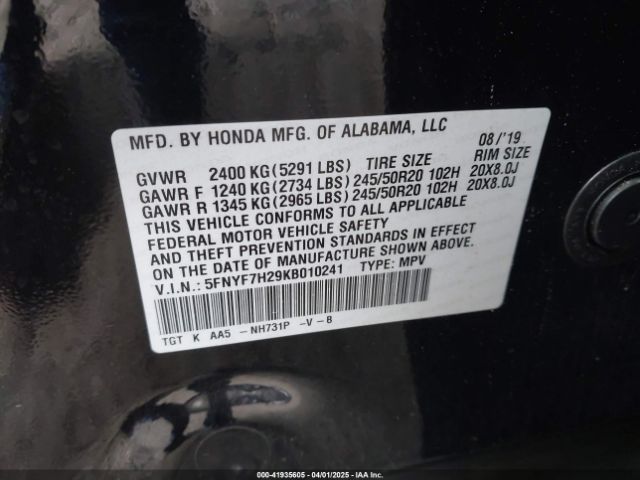 MFD. BY HONDA MFG. OF ALABAMA, LLC 08/'19
GVWR 2400 KG(5291 LBS) TIRE SIZE RIM SIZE
GAWR F 1240 KG(2734 LBS)245/50R20 102H 20X8.0J
GAWR R 1345 KG(2965 LBS)245/50R20 102H 20X8.0J
THIS VEHICLE CONFORMS TO ALL APPLICABLE
FEDERAL MOTOR VEHICLE SAFETY
AND THEFT PREVENTION STANDARDS IN EFFECT
ON THE DATE OF MANUFACTURE SHOWN ABOVE.
V.I.N.: 5FNYF7H29KB010241 TYPE: MPV
TGT K AA5 -NH731P -V-B
000-41935605 04/01/2025 IAAI.COM